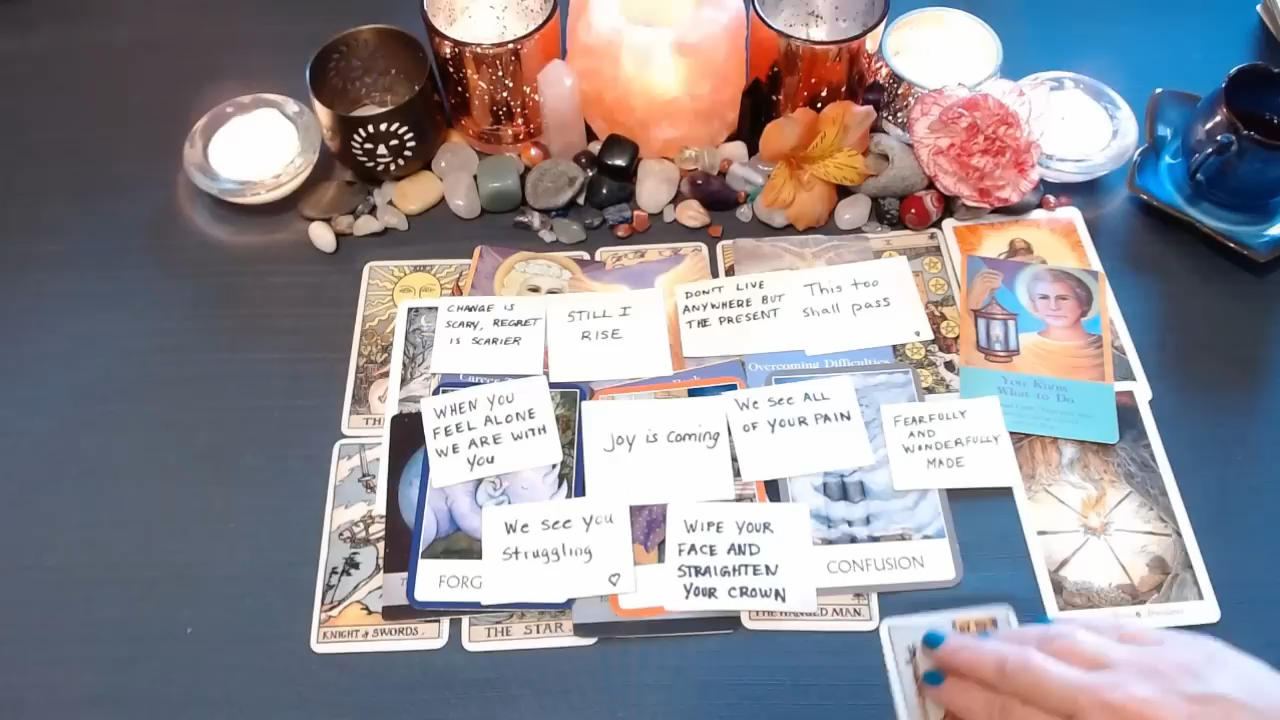 CHANGE IS
SCARY, REGRET
IS SCARIER
STILL I
RISE
DON'T LIVE
ANYWHERE BUT
THE PRESENT
This too
shall pass
Overcoming Difficulties
You Know
What to Do
WHEN YOU
FEEL ALONE
WE ARE WITH
YOU
Joy is coming
We see ALL
OF YOUR PAIN
FEARFULLY
AND
WONDERFULLY
MADE
We see you
Struggling
WIPE YOUR
FACE AND
STRAIGHTEN
YOUR CROWN
FORG
CONFUSION
KNIGHT of SWORDS.
THE STAR
THE HANGED MAN.